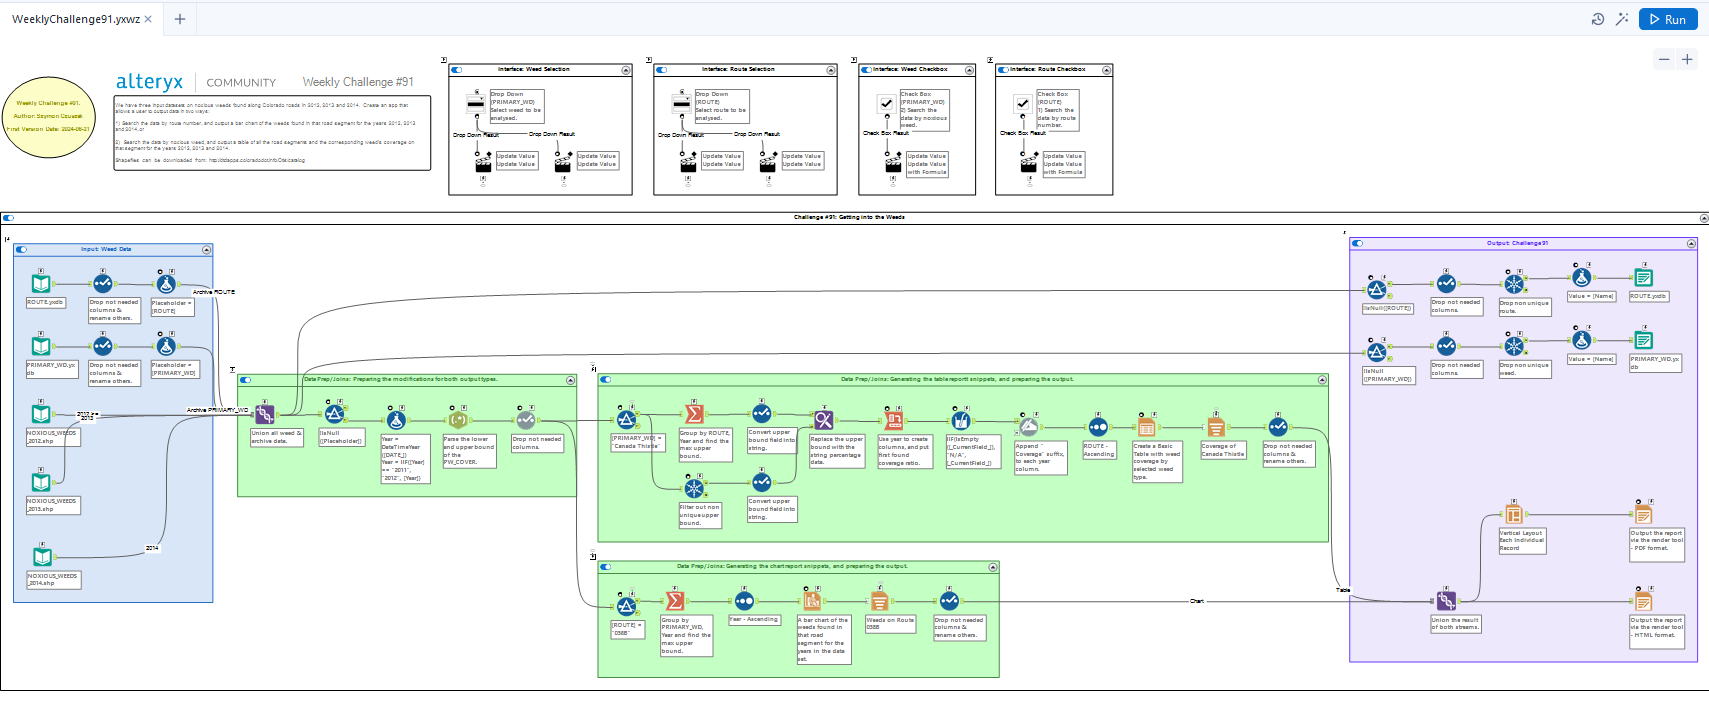 WeeklyChallenge91.yxwz
Run
Weekly Challenge #91.
Author: Szymon Czuszek
First Version Date: 2024-06-21
alteryx
COMMUNITY
Weekly Challenge #91
We have three input datasets on noxious weeds found along Colorado roads in 2012, 2013 and 2014. Create an app that
allows a user to output data in two ways:
1) Search the data by route number, and output a bar chart of the weeds found in that road segment for the years 2012, 2013
and 2014, or
2) Search the data by noxious weed, and output a table of all the road segments and the corresponding weed's coverage on
that segment for the years 2012, 2013 and 2014.
Shapefiles can be downloaded from:
Interface: Weed Selection
Drop Down
(PRIMARY_WD)
Select weed to be
analysed.
Drop Down Result
Drop Down Result
Update Value
Update Value
Update Value
Update Value
Interface: Route Selection
Drop Down
(ROUTE)
Select route to be
analysed.
Drop Down Result
Drop Down Result
Update Value
Update Value
Update Value
Update Value
Interface: Weed Checkbox
Check Box
(PRIMARY_WD)
2) Search the
data by noxious
weed.
Check Box Result
Update Value
Update Value
with Formula
Interface: Route Checkbox
Check Box
(ROUTE)
1) Search the
data by route
number.
Check Box Result
Update Value
Update Value
with Formula
Challenge #91: Getting into the Weeds
Input: Weed Data
ROUTE.yxdb
Drop not needed
columns &
rename others.
Placeholder =
[ROUTE]
Archive ROUTE
PRIMARY_WD.yx
db
Drop not needed
columns &
rename others.
Placeholder =
[PRIMARY_WD]
Archive PRIMARY_WD
NOXIOUS_WEEDS
_2012.shp
2013
NOXIOUS_WEEDS
_2013.shp
2014
NOXIOUS_WEEDS
_2014.shp
Data Prep/Joins: Preparing the modifications for both output types.
Union all weed &
archive data.
IsNull
([Placeholder])
Year =
DateTimeYear
([DATE_])
Year = IIF([Year]
== "2011",
"2012", [Year])
Parse the lower
and upper bound
of the
PW_COVER.
Drop not needed
columns.
Data Prep/Joins: Generating the table report snippets, and preparing the output.
[PRIMARY_WD] =
"Canada Thistle"
Group by ROUTE,
Year and find the
max upper
bound.
Convert upper
bound field into
string.
Filter out non
unique upper
bound.
Convert upper
bound field into
string.
Replace the upper
bound with the
string percentage
data.
Use year to create
columns, and put
first found
coverage ratio.
IIF(IsEmpty
([_CurrentField_]),
"N/A",
[_CurrentField_])
Append "
Coverage" suffix,
to each year
column.
ROUTE -
Ascending
Create a Basic
Table with weed
coverage by
selected weed
type.
Coverage of
Canada Thistle
Drop not needed
columns &
rename others.
Data Prep/Joins: Generating the chart report snippets, and preparing the output.
[ROUTE] =
"038B"
Group by
PRIMARY_WD,
Year and find the
max upper
bound.
Year - Ascending
A bar chart of the
weeds found in
that road
segment for the
years in the data
set.
Weeds on Route
038B
Drop not needed
columns &
rename others.
Chart
Table
Output: Challenge 91
!IsNull([ROUTE])
Drop not needed
columns.
Drop non unique
route.
Value = [Name]
ROUTE.yxdb
!IsNull
([PRIMARY_WD])
Drop not needed
columns.
Drop non unique
weed.
Value = [Name]
PRIMARY_WD.yx
db
Vertical Layout
Each Individual
Record
Output the report
via the render tool
- PDF format.
Union the result
of both streams.
Output the report
via the render tool
- HTML format.